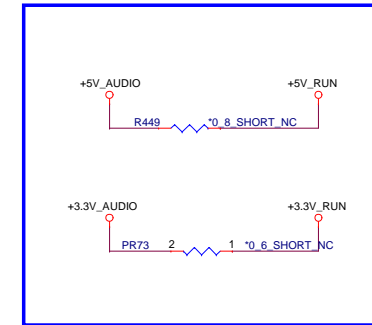 +5V_AUDIO +5V_RUN
R449 *0_8_SHORT_NC
+3.3V_AUDIO +3.3V_RUN
PR73 2 1 *0_6_SHORT_NC